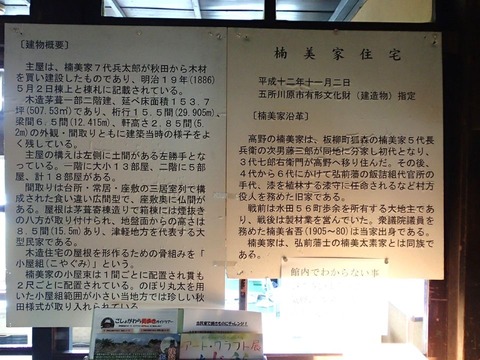 〔建物概要〕
主屋は、楠美家7代兵太郎が秋田から木材
を買い建設したものであり、明治19年(1886)
5月2日棟上と棟札に記載されている。
木造茅葺一部二階建、延べ床面積153.7
坪(507.53㎡)であり、桁行15.5間(29.905m)、
梁間6.5間(12.415m)、軒高さ2.85間(5.
2m)の外観・間取りともに建築当時の様子をよ
く残している。
主屋の構えは左側に土間がある左勝手とな
っている。一階に大小13部屋、二階に5部
屋、計18部屋がある。
間取りは台所・常居・座敷の三居室列で構
成された食い違い広間型で、座敷奥に仏間が
ある。屋根は茅葺寄棟造りで箱棟には煙抜き
の八方が取り付けられ、地盤面からの高さは
8.5間(15.5m)あり、津軽地方を代表する大
型民家である。
木造住宅の屋根を形作るための骨組みを「
小屋組(こやぐみ)」という。
楠美家の小屋束は1間ごとに配置され貫も
2尺ごとに配置されている。のぼり丸太を用
いた小屋組範囲が小さい当地方では珍しい秋
田様式が取り入れられている。
楠美家住宅
平成十二年十一月二日
五所川原市有形文化財(建造物)指定
〔楠美家沿革〕
高野の楠美家は、板柳町狐森の楠美家5代長
兵衛の次男藤三郎が同地に分家し初代となり、
3代七郎右衛門が高野へ移り住んだ。その後、
4代から6代にかけて弘前藩の飯詰組代官所の
手代、漆を植林する漆守に任命されるなど村方
役人を務めた旧家である。
戦前は水田56町歩余を所有する大地主であ
り、戦後は製材業を営んでいた。衆議院議員を
務めた楠美省吾(1905～80)は当家出身である。
楠美家は、弘前藩士の楠美太素家とは同族であ
る。
館内でわからない事